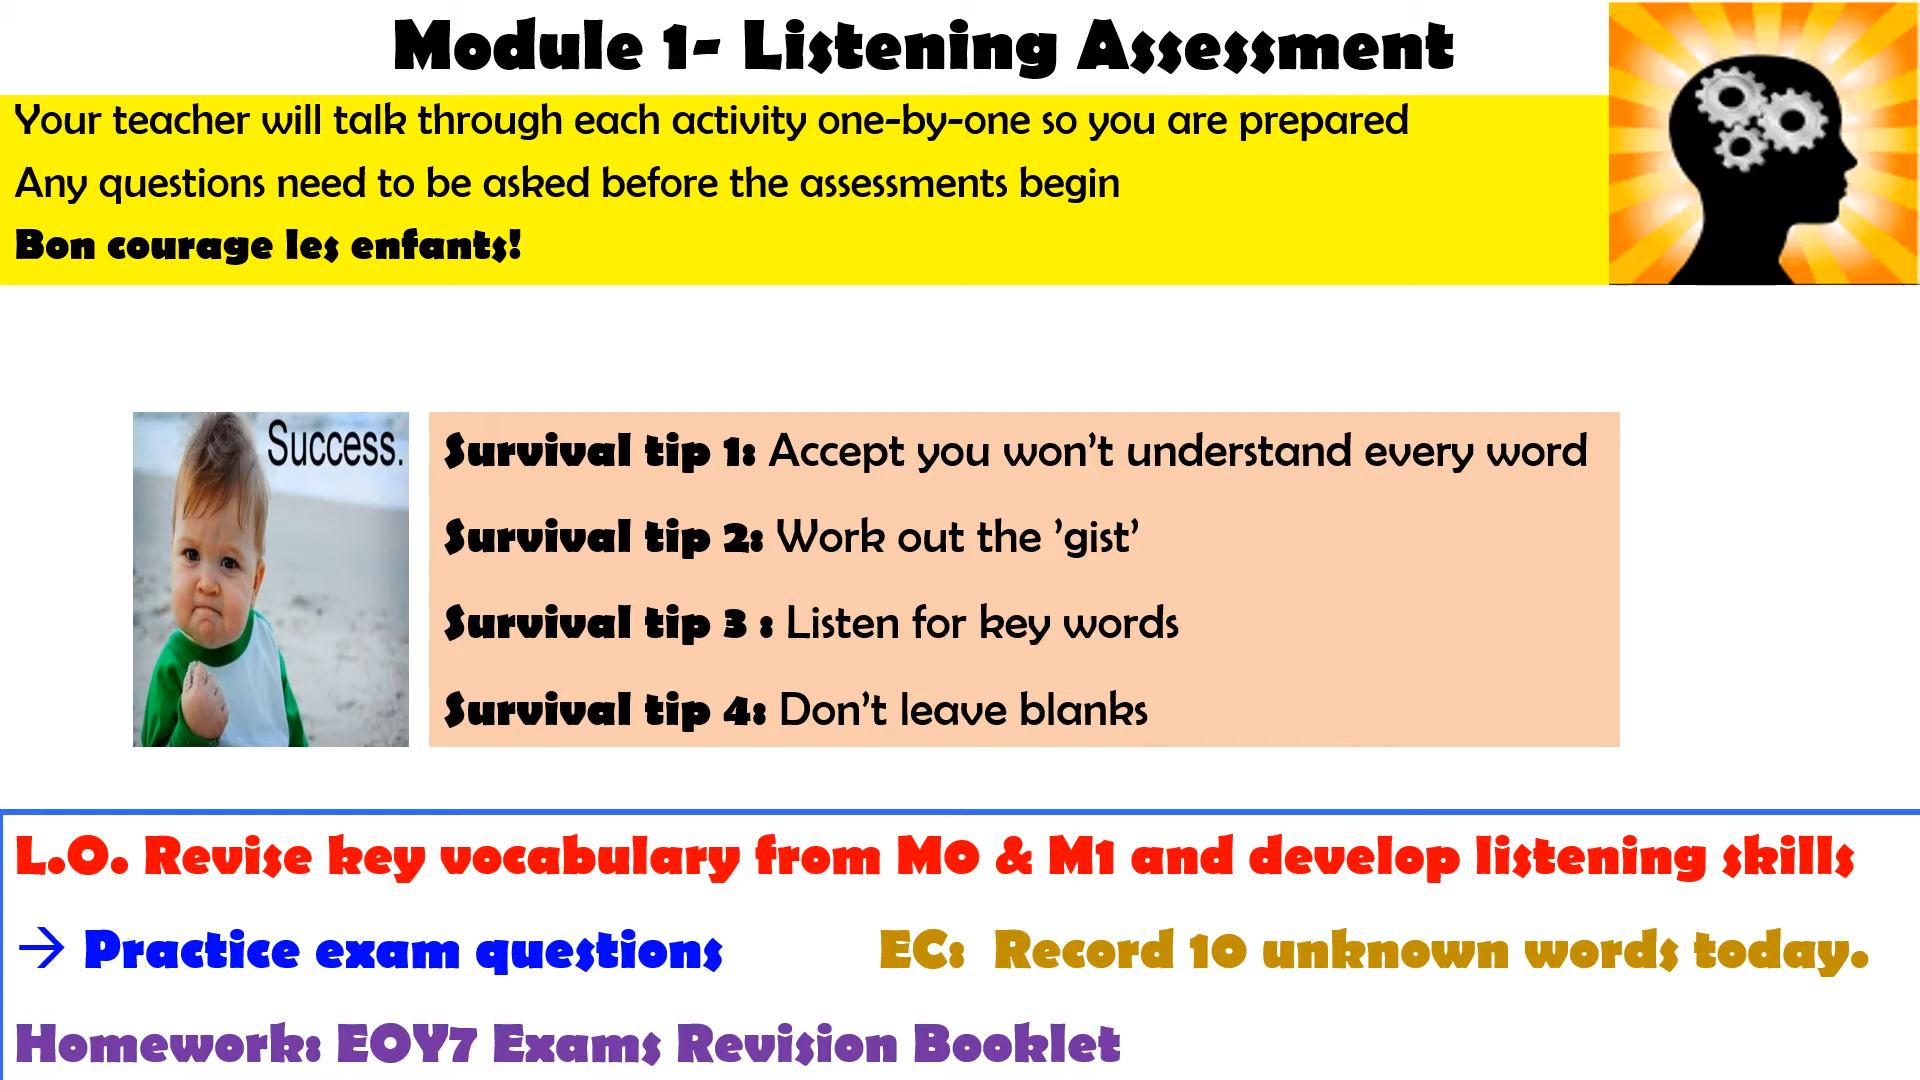 Module 1- Listening Assessment
Your teacher will talk through each activity one-by-one so you are prepared
Any questions need to be asked before the assessments begin
Bon courage les enfants!
Success.
Survival tip 1: Accept you won’t understand every word
Survival tip 2: Work out the ’gist’
Survival tip 3 : Listen for key words
Survival tip 4: Don’t leave blanks
L.O. Revise key vocabulary from M0 & M1 and develop listening skills
→ Practice exam questions EC: Record 10 unknown words today.
Homework: EOY7 Exams Revision Booklet